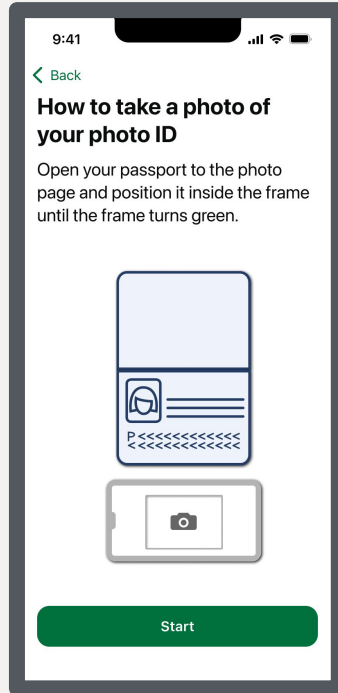 9:41
Back
How to take a photo of
your photo ID
Open your passport to the photo
page and position it inside the frame
until the frame turns green.
P<<<<<<<<<<<<
<<<<<<<<<<<<<
Start